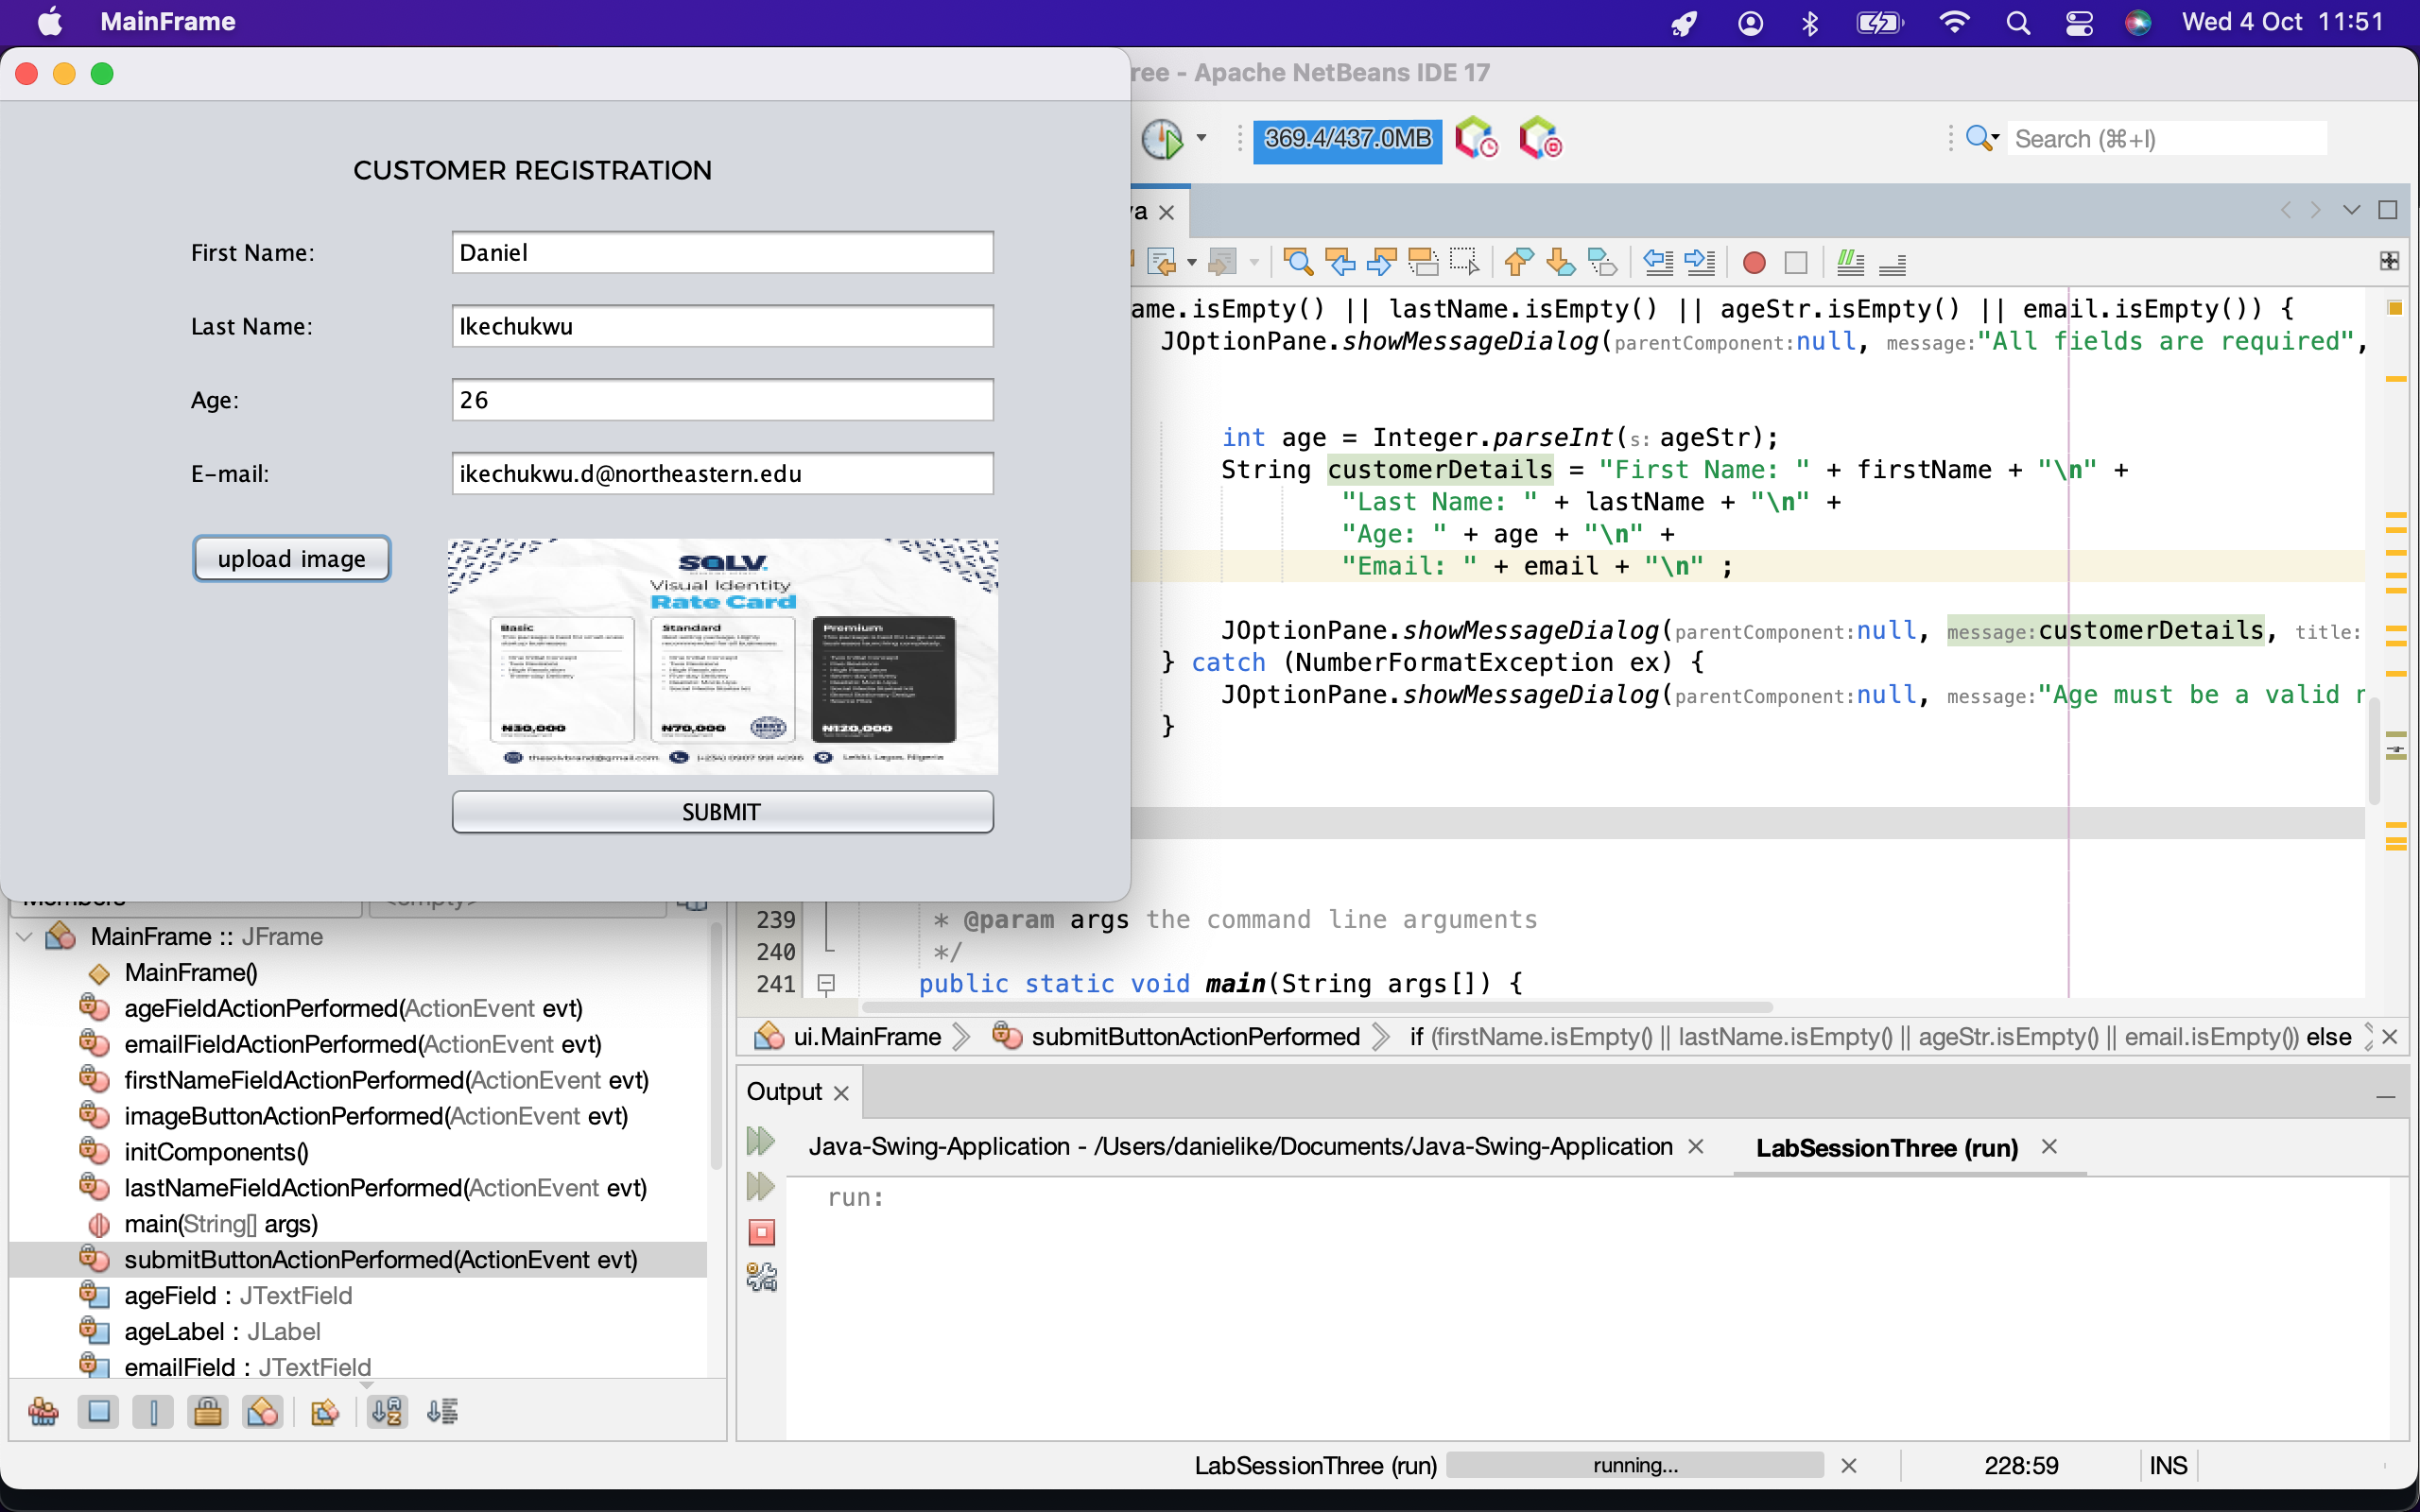 MainFrame
Wed 4 Oct 11:51
ree - Apache NetBeans IDE 17
369.4/437.0MB
Search (⌘+I)
CUSTOMER REGISTRATION
First Name: Daniel
Last Name: Ikechukwu
Age: 26
E-mail: ikechukwu.d@northeastern.edu
upload image
SOLV.
Visual Identity
Rate Card
Basic
Standard
Premium
₦30,000
₦70,000
₦120,000
thesolvbrand@gmail.com
Lekki, Lagos, Nigeria
SUBMIT
va
ame.isEmpty() || lastName.isEmpty() || ageStr.isEmpty() || email.isEmpty()) {
JOptionPane.showMessageDialog(parentComponent:null, message:"All fields are required",
int age = Integer.parseInt(s:ageStr);
String customerDetails = "First Name: " + firstName + "\n" +
"Last Name: " + lastName + "\n" +
"Age: " + age + "\n" +
"Email: " + email + "\n" ;
JOptionPane.showMessageDialog(parentComponent:null, message:customerDetails, title:
} catch (NumberFormatException ex) {
JOptionPane.showMessageDialog(parentComponent:null, message:"Age must be a valid
}
239 * @param args the command line arguments
240 */
241 public static void main(String args[]) {
ui.MainFrame submitButtonActionPerformed if (firstName.isEmpty() || lastName.isEmpty() || ageStr.isEmpty() || email.isEmpty()) else
Members <empty>
MainFrame :: JFrame
MainFrame()
ageFieldActionPerformed(ActionEvent evt)
emailFieldActionPerformed(ActionEvent evt)
firstNameFieldActionPerformed(ActionEvent evt)
imageButtonActionPerformed(ActionEvent evt)
initComponents()
lastNameFieldActionPerformed(ActionEvent evt)
main(String[] args)
submitButtonActionPerformed(ActionEvent evt)
ageField : JTextField
ageLabel : JLabel
emailField : JTextField
Output
Java-Swing-Application - /Users/danielike/Documents/Java-Swing-Application
LabSessionThree (run)
run:
LabSessionThree (run) running... 228:59 INS